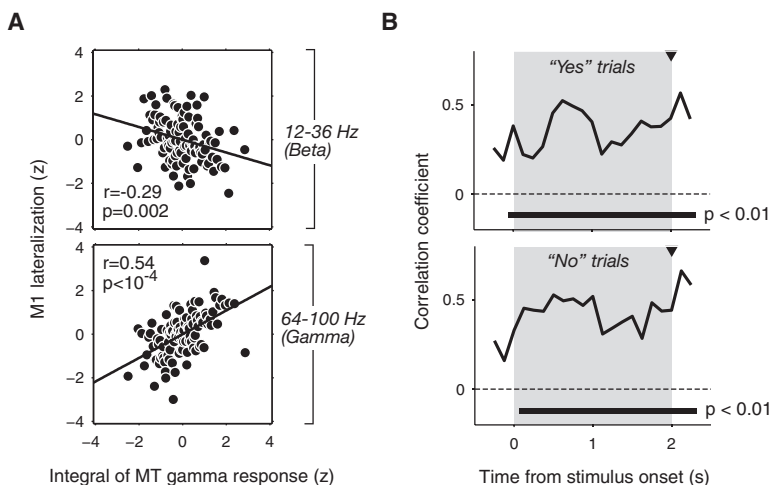 A
B
4
2
0
−2
−4
r=-0.29
p=0.002
12-36 Hz
(Beta)
4
2
0
−2
−4
r=0.54
p<10-4
64-100 Hz
(Gamma)
M1 lateralization (z)
−4
−2
0
2
4
Integral of MT gamma response (z)
"Yes" trials
0.5
0
p < 0.01
"No" trials
0.5
0
p < 0.01
Correlation coefficient
0
1
2
Time from stimulus onset (s)